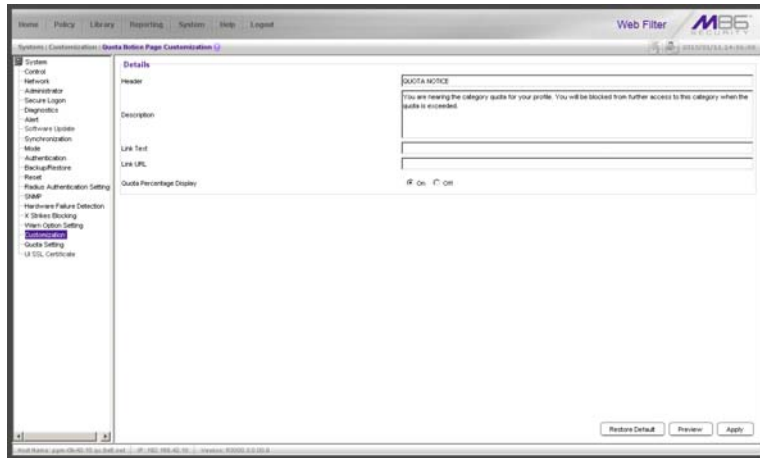 Home Policy Library Reporting System Help Logout
Web Filter
M86 SECURITY
System | Customization | Quota Notice Page Customization
System
Control
Network
Administrator
Secure Logon
Diagnostics
Alert
Software Update
Synchronization
Mode
Authentication
Backup/Restore
Reset
Radius Authentication Setting
SNMP
Hardware Failure Detection
X Strikes Blocking
Warn Option Setting
Customization
Quota Setting
UI SSL Certificate
Details
Header
QUOTA NOTICE
Description
You are nearing the category quota for your profile. You will be blocked from further access to this category when the
quota is exceeded.
Link Text
Link URL
Quota Percentage Display
On Off
Restore Default Preview Apply
Host Name: